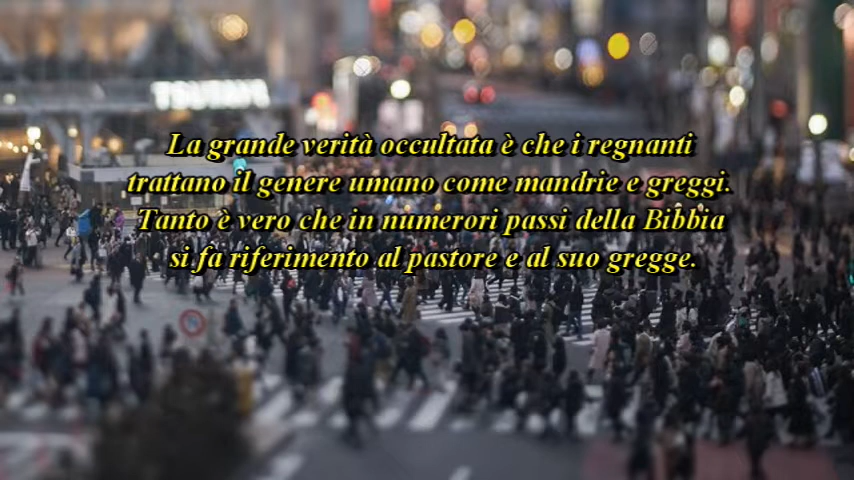 TSUTAYA
La grande verità occultata è che i regnanti
trattano il genere umano come mandrie e greggi.
Tanto è vero che in numerori passi della Bibbia
si fa riferimento al pastore e al suo gregge.